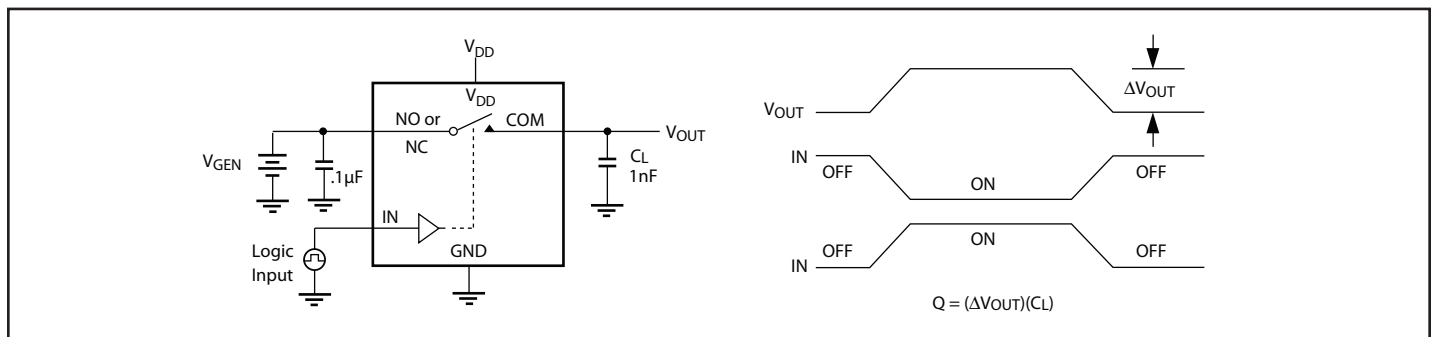 VDD
VDD
NO or
NC
COM
VOUT
VGEN
.1µF
CL
1nF
IN
Logic
Input
GND
VOUT
ΔVOUT
IN
OFF
ON
OFF
IN
OFF
ON
OFF
Q = (ΔVOUT)(CL)